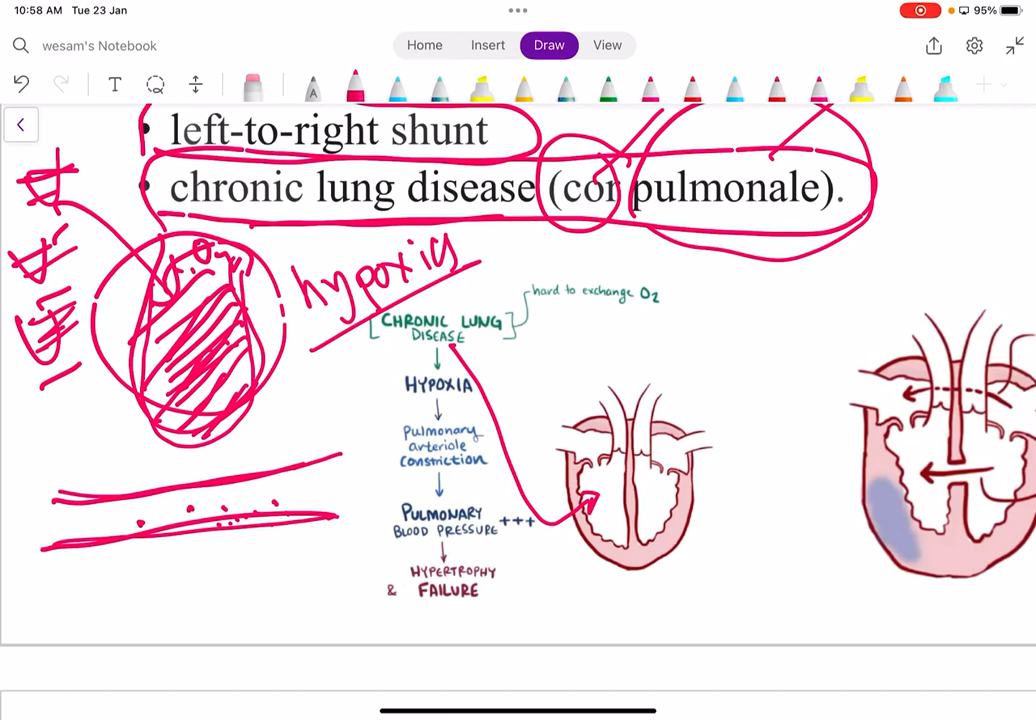 10:58 AM Tue 23 Jan
95%
wesam's Notebook
Home Insert Draw View
T
A
• left-to-right shunt
• chronic lung disease (cor pulmonale).
hypoxia
hard to exchange O2
[CHRONIC LUNG
DISEASE]
HYPOXIA
Pulmonary
arteriole
constriction
PULMONARY
BLOOD PRESSURE +++
HYPERTROPHY
& FAILURE